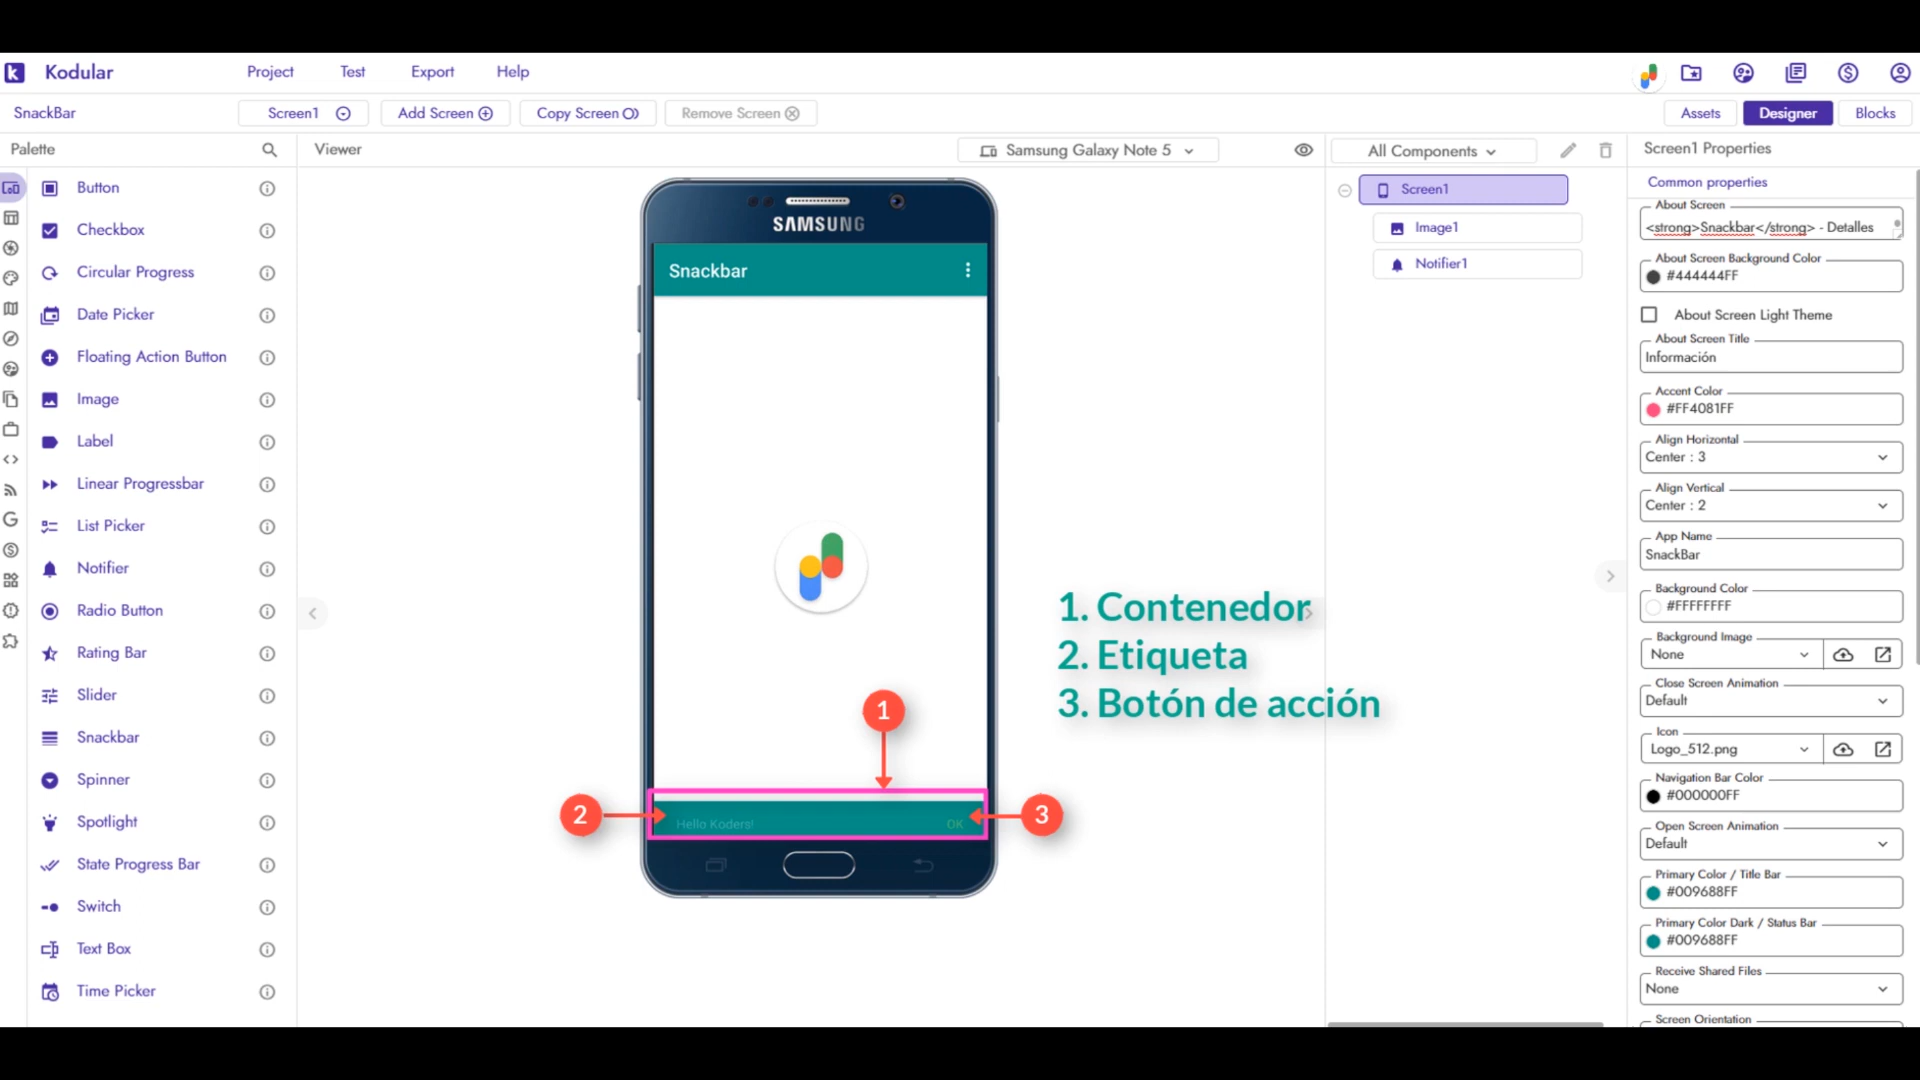 Kodular
Project
Test
Export
Help
SnackBar
Screen1
Add Screen
Copy Screen
Remove Screen
Assets
Designer
Blocks
Palette
Button
Checkbox
Circular Progress
Date Picker
Floating Action Button
Image
Label
Linear Progressbar
List Picker
Notifier
Radio Button
Rating Bar
Slider
Snackbar
Spinner
Spotlight
State Progress Bar
Switch
Text Box
Time Picker
Viewer
Samsung Galaxy Note 5
SAMSUNG
Snackbar
1
2
3
Hello Koders!
OK
1. Contenedor
2. Etiqueta
3. Botón de acción
All Components
Screen1
Image1
Notifier1
Screen1 Properties
Common properties
About Screen
<strong>Snackbar</strong> - Detalles
About Screen Background Color
#444444FF
About Screen Light Theme
About Screen Title
Información
Accent Color
#FF4081FF
Align Horizontal
Center : 3
Align Vertical
Center : 2
App Name
SnackBar
Background Color
#FFFFFFFF
Background Image
None
Close Screen Animation
Default
Icon
Logo_512.png
Navigation Bar Color
#000000FF
Open Screen Animation
Default
Primary Color / Title Bar
#009688FF
Primary Color Dark / Status Bar
#009688FF
Receive Shared Files
None
Screen Orientation